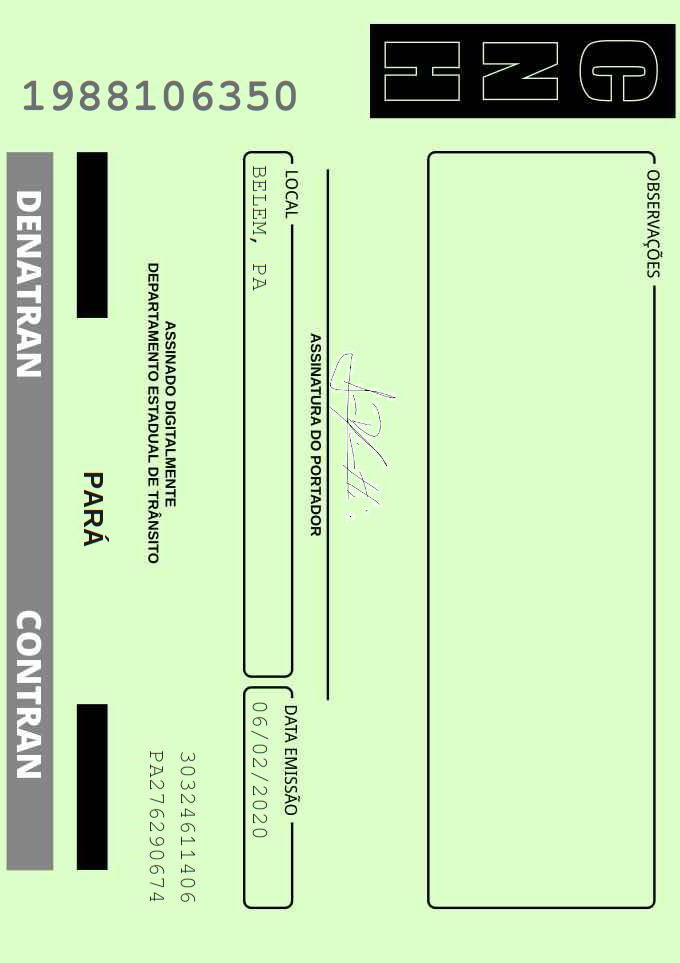 CNH
OBSERVAÇÕES
ASSINATURA DO PORTADOR
LOCAL
BELEM, PA
DATA EMISSÃO
06/02/2020
ASSINADO DIGITALMENTE
DEPARTAMENTO ESTADUAL DE TRÂNSITO
30324611406
PA276290674
PARÁ
DENATRAN CONTRAN
1988106350